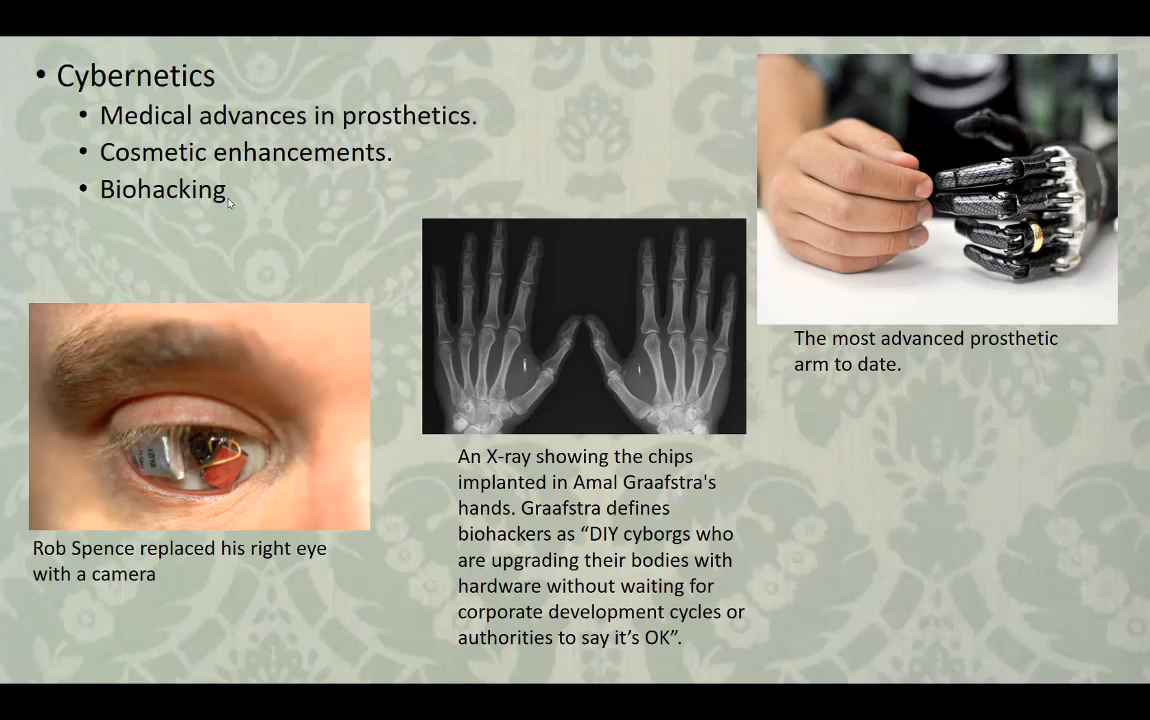 • Cybernetics
• Medical advances in prosthetics.
• Cosmetic enhancements.
• Biohacking
The most advanced prosthetic
arm to date.
An X-ray showing the chips
implanted in Amal Graafstra's
hands. Graafstra defines
biohackers as “DIY cyborgs who
are upgrading their bodies with
hardware without waiting for
corporate development cycles or
authorities to say it’s OK”.
Rob Spence replaced his right eye
with a camera